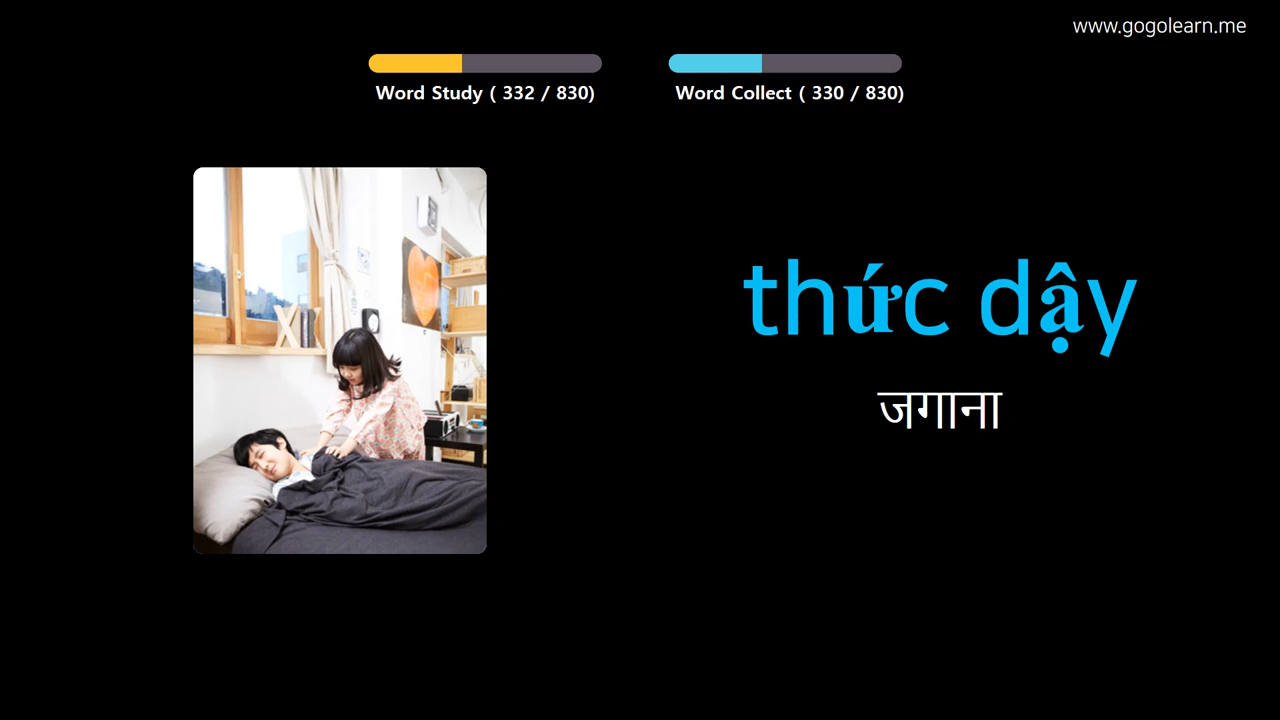 www.gogolearn.me
Word Study ( 332 / 830)
Word Collect ( 330 / 830)
thức dậy
जगाना